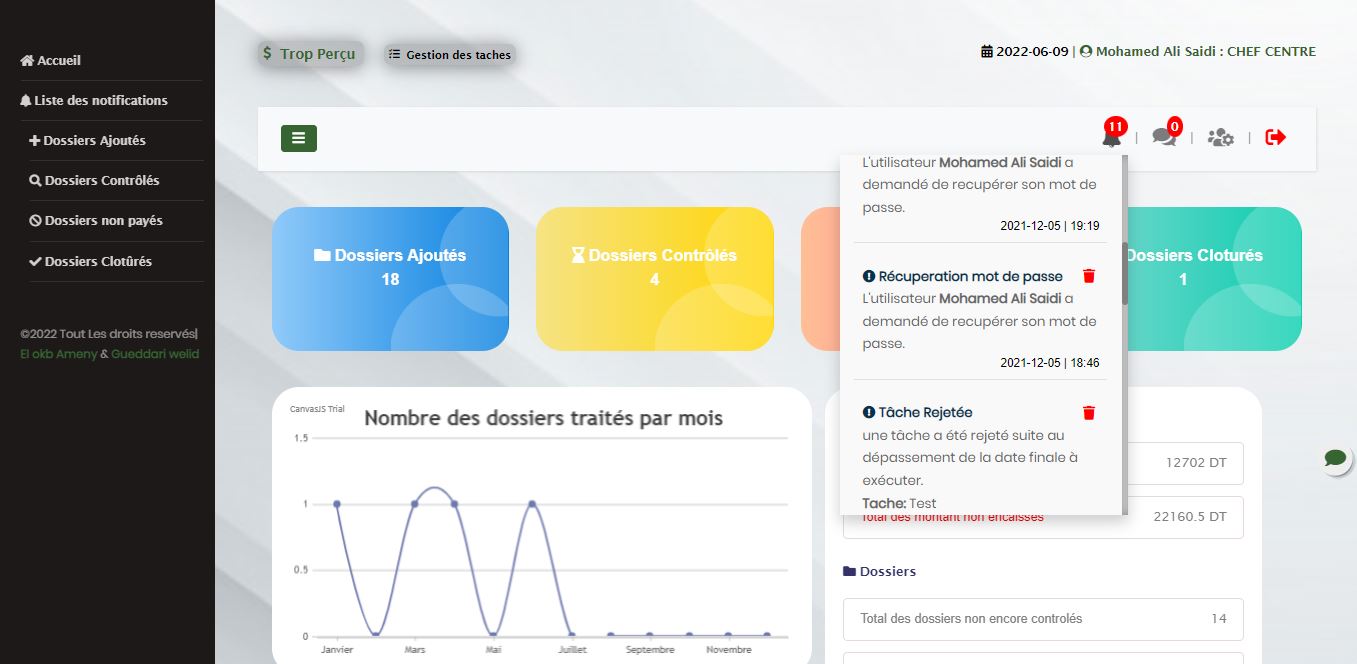 Accueil
Liste des notifications
Dossiers Ajoutés
Dossiers Contrôlés
Dossiers non payés
Dossiers Clotûrés
©2022 Tout Les droits reservés|
El okb Ameny & Gueddari welid
$ Trop Perçu
Gestion des taches
2022-06-09 | Mohamed Ali Saidi : CHEF CENTRE
11 | 0 | |
Dossiers Ajoutés
18
Dossiers Contrôlés
4
Dossiers Cloturés
1
L'utilisateur Mohamed Ali Saidi a
demandé de recupérer son mot de
passe.
2021-12-05 | 19:19
Récuperation mot de passe
L'utilisateur Mohamed Ali Saidi a
demandé de recupérer son mot de
passe.
2021-12-05 | 18:46
Tâche Rejetée
une tâche a été rejeté suite au
dépassement de la date finale à
exécuter.
Tache: Test
CanvasJS Trial
Nombre des dossiers traités par mois
1.5
1
0.5
0
Janvier Mars Mai Juillet Septembre Novembre
12702 DT
Total des montant non encaissés 22160.5 DT
Dossiers
Total des dossiers non encore controlés 14